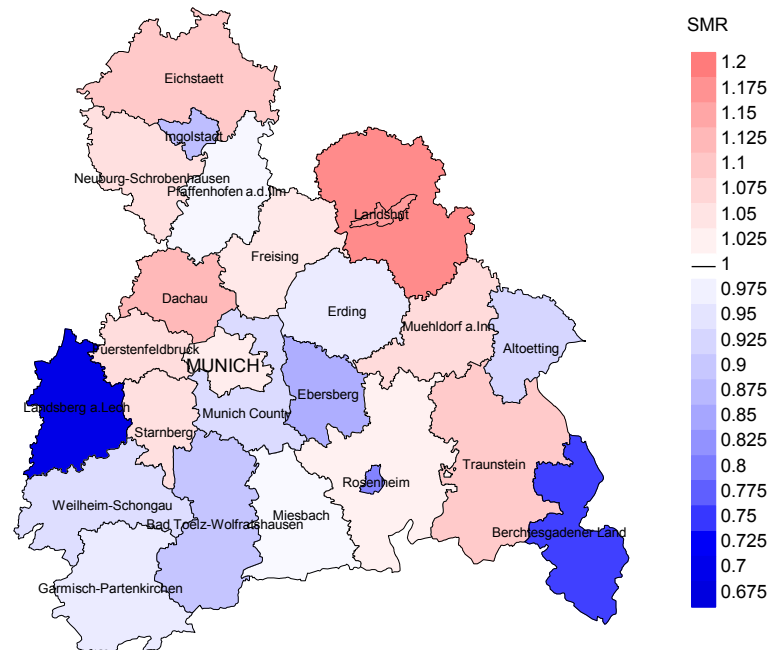 SMR
1.2
1.175
1.15
1.125
1.1
1.075
1.05
1.025
1
0.975
0.95
0.925
0.9
0.875
0.85
0.825
0.8
0.775
0.75
0.725
0.7
0.675
Eichstaett
Ingolstadt
Neuburg-Schrobenhausen
Pfaffenhofen a.d.Ilm
Landshut
Freising
Dachau
Erding
Muehldorf a.Inn
Altoetting
Fuerstenfeldbruck
MUNICH
Ebersberg
Landsberg a.Lech
Munich County
Starnberg
Traunstein
Rosenheim
Weilheim-Schongau
Miesbach
Bad Toelz-Wolfratshausen
Berchtesgadener Land
Garmisch-Partenkirchen